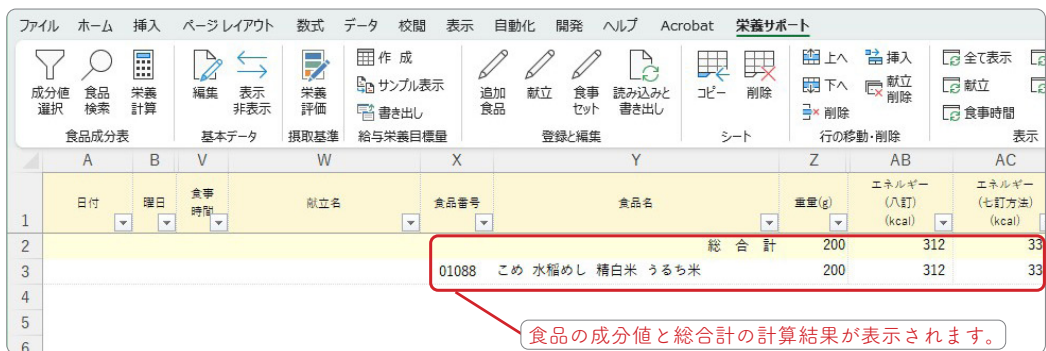 ファイル ホーム 挿入 ページ レイアウト 数式 データ 校閲 表示 自動化 開発 ヘルプ Acrobat 栄養サポート
成分値選択 食品検索 栄養計算 編集 表示非表示 栄養評価 作 成 サンプル表示 書き出し 追加食品 献立 食事セット 読み込みと書き出し コピー 削除 上へ 下へ 削除 挿入 献立削除 全て表示 献立 食事時間
食品成分表 基本データ 摂取基準 給与栄養目標量 登録と編集 シート 行の移動・削除 表示
A B V W X Y Z AB AC
1 日付 曜日 食事時間 献立名 食品番号 食品名 重量(g) エネルギー(八訂)(kcal) エネルギー(七訂方法)(kcal)
2 総 合 計 200 312 33
3 01088 こめ 水稲めし 精白米 うるち米 200 312 33
4
5
6
食品の成分値と総合計の計算結果が表示されます。